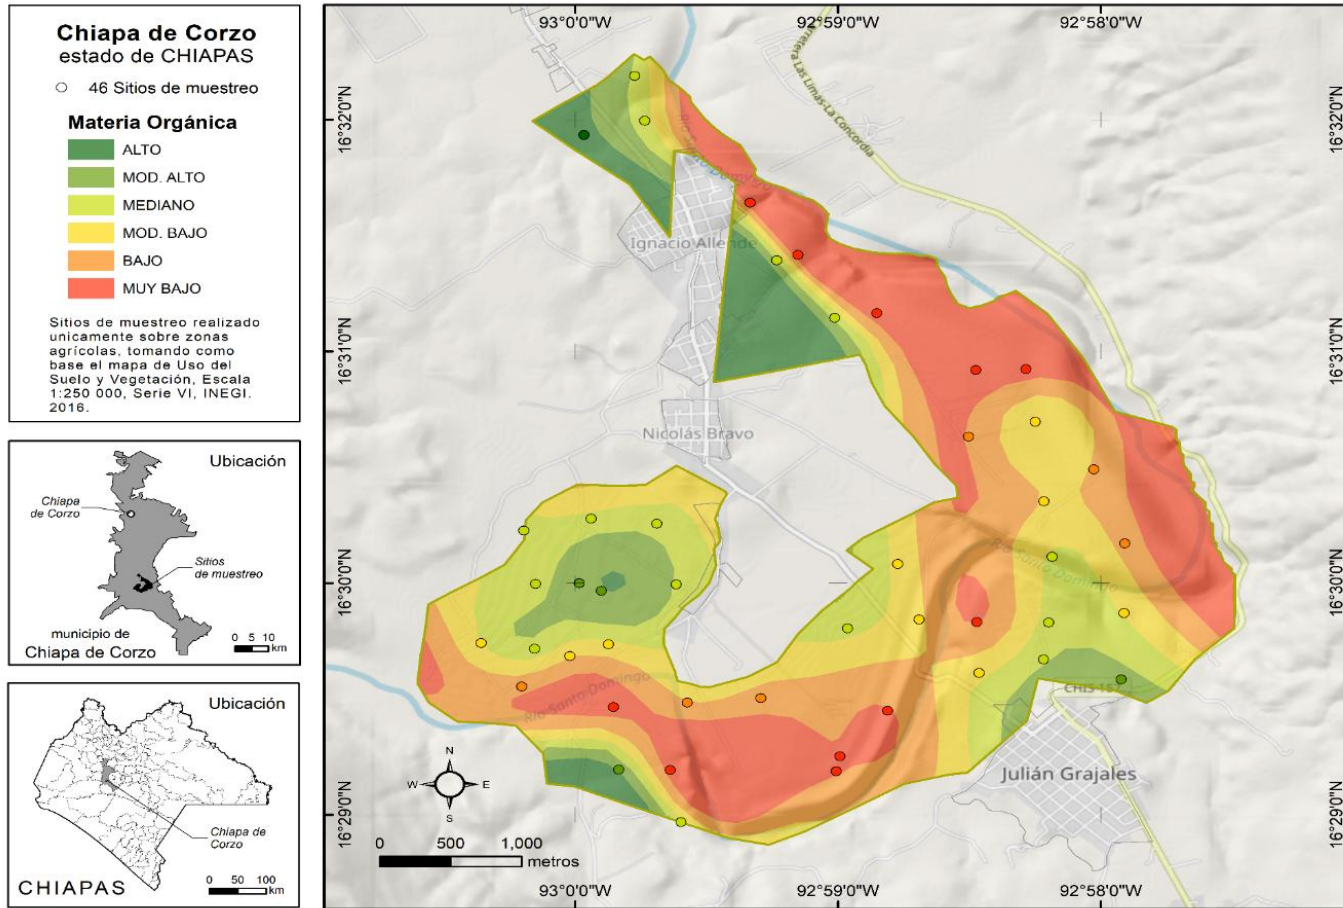 Chiapa de Corzo
estado de CHIAPAS
46 Sitios de muestreo
Materia Orgánica
ALTO
MOD. ALTO
MEDIANO
MOD. BAJO
BAJO
MUY BAJO
Sitios de muestreo realizado
unicamente sobre zonas
agrícolas, tomando como
base el mapa de Uso del
Suelo y Vegetación, Escala
1:250 000, Serie VI, INEGI.
2016.
Ubicación
Chiapa
de Corzo
Sitios
de muestreo
municipio de
Chiapa de Corzo
0 5 10
km
Ubicación
Chiapa de
Corzo
CHIAPAS
0 50 100
km
93°0'0"W
92°59'0"W
92°58'0"W
16°32'0"N
16°32'0"N
16°31'0"N
16°31'0"N
16°30'0"N
16°30'0"N
16°29'0"N
16°29'0"N
Carretera Las Limas-La Concordia
Río Santo Domingo
Ignacio Allende
Nicolás Bravo
Río Santo Domingo
Río Santo Domingo
CHIS 157
Julián Grajales
N
W
E
S
0 500 1,000
metros
93°0'0"W
92°59'0"W
92°58'0"W